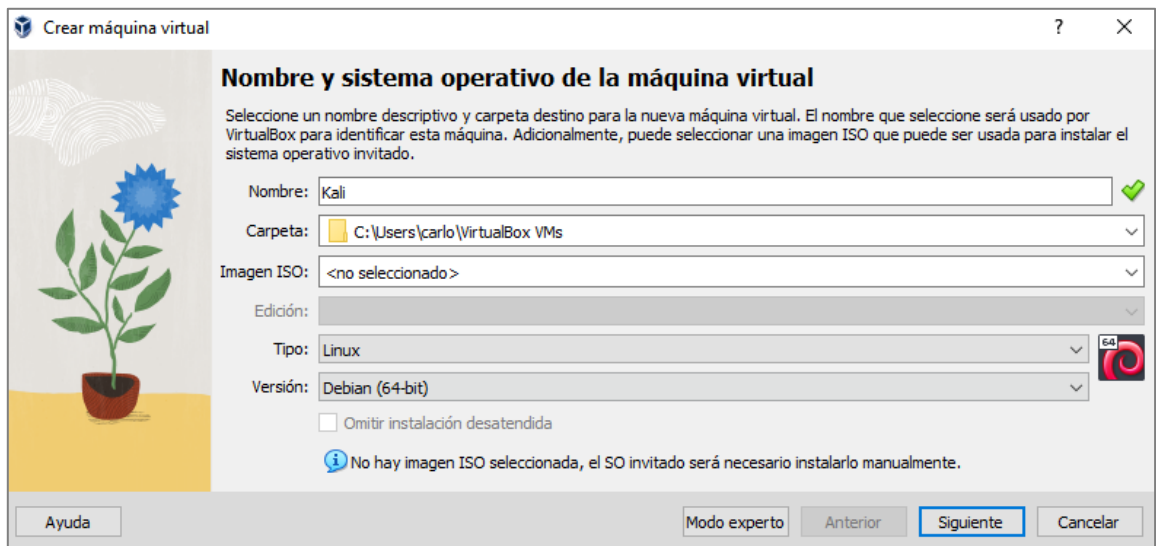 Crear máquina virtual
?
Nombre y sistema operativo de la máquina virtual
Seleccione un nombre descriptivo y carpeta destino para la nueva máquina virtual. El nombre que seleccione será usado por
VirtualBox para identificar esta máquina. Adicionalmente, puede seleccionar una imagen ISO que puede ser usada para instalar el
sistema operativo invitado.
Nombre: Kali
Carpeta: C:\Users\carlo\VirtualBox VMs
Imagen ISO: <no seleccionado>
Edición:
Tipo: Linux
64
Versión: Debian (64-bit)
Omitir instalación desatendida
No hay imagen ISO seleccionada, el SO invitado será necesario instalarlo manualmente.
Ayuda Modo experto Anterior Siguiente Cancelar